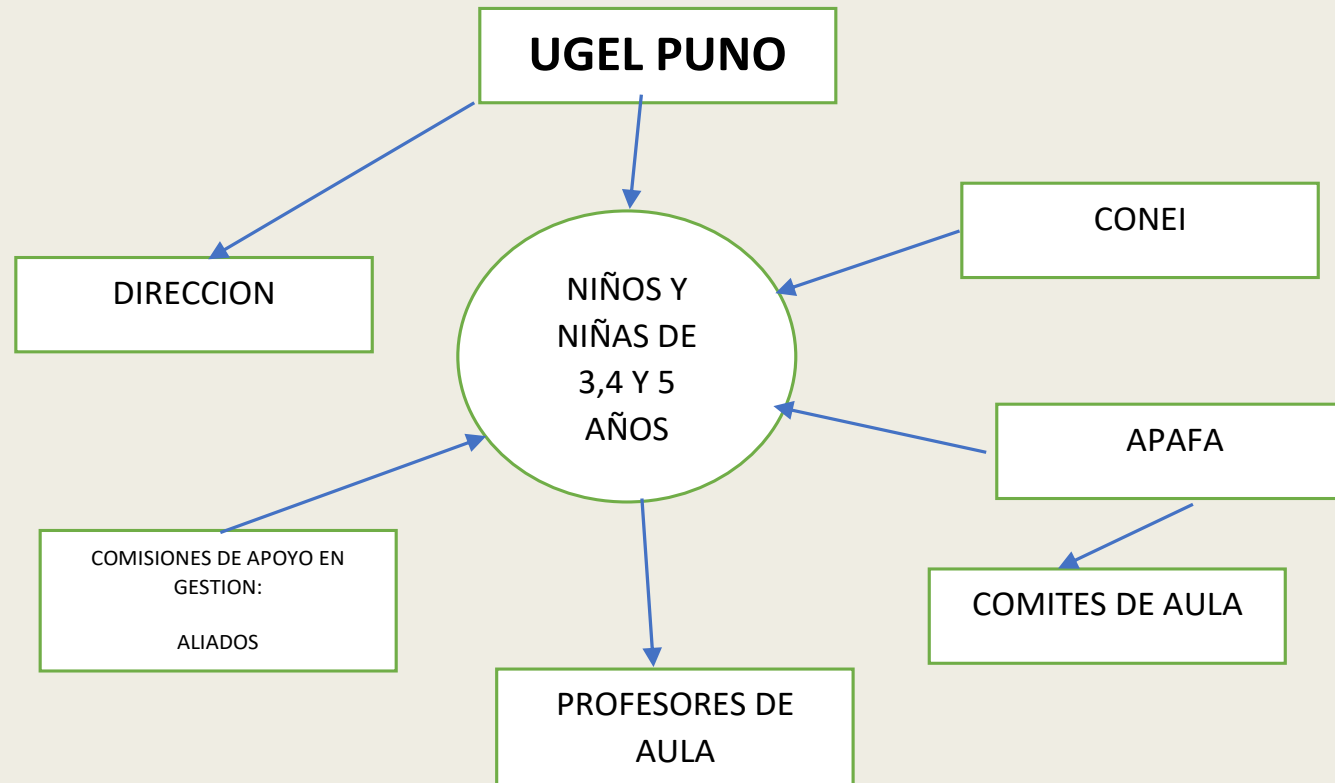 UGEL PUNO
CONEI
DIRECCION
NIÑOS Y
NIÑAS DE
3,4 Y 5
AÑOS
APAFA
COMISIONES DE APOYO EN
GESTION:
ALIADOS
COMITES DE AULA
PROFESORES DE
AULA